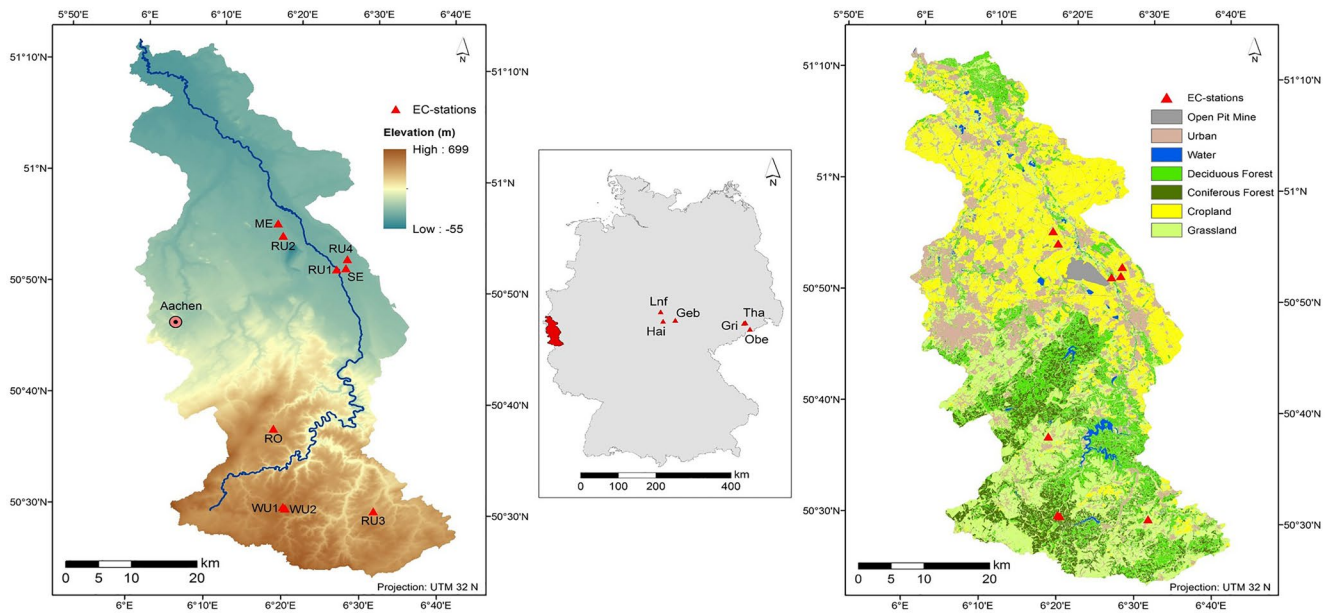 5°50'E 6°E 6°10'E 6°20'E 6°30'E 6°40'E
51°10'N
51°0'N
50°50'N
50°40'N
50°30'N
N
EC-stations
Elevation (m)
High : 699
Low : -55
ME
RU2
RU4
RU1
SE
Aachen
RO
WU1
WU2
RU3
km
0 5 10 20
Projection: UTM 32 N
51°10'N
51°N
50°50'N
50°40'N
50°30'N
6°E 6°10'E 6°20'E 6°30'E 6°40'E
N
Lnf
Hai
Geb
Tha
Gri
Obe
km
0 100 200 400
5°50'E 6°E 6°10'E 6°20'E 6°30'E 6°40'E
51°10'N
51°N
50°50'N
50°40'N
50°30'N
N
EC-stations
Open Pit Mine
Urban
Water
Deciduous Forest
Coniferous Forest
Cropland
Grassland
km
0 5 10 20
Projection: UTM 32 N
51°10'N
51°N
50°50'N
50°40'N
50°30'N
6°E 6°10'E 6°20'E 6°30'E 6°40'E